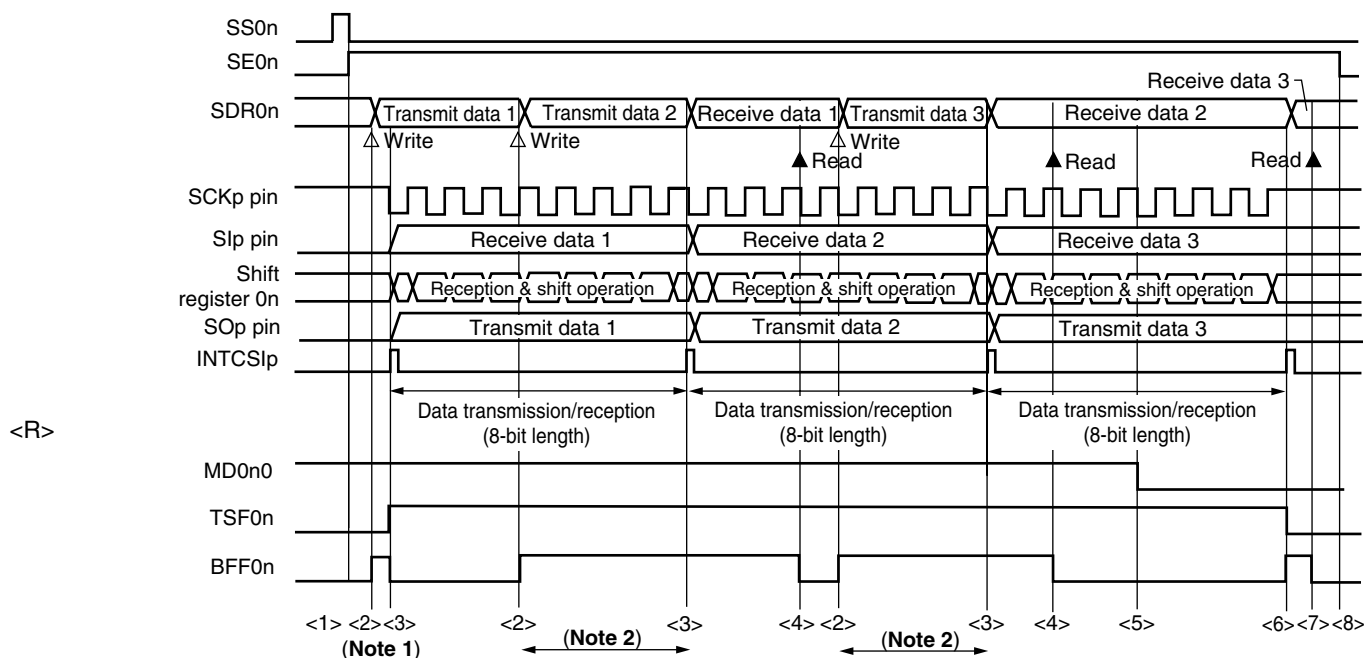 SS0n
SE0n
Receive data 3
SDR0n Transmit data 1 Transmit data 2 Receive data 1 Transmit data 3 Receive data 2
Write Write Write
Read Read Read
SCKp pin
SIp pin Receive data 1 Receive data 2 Receive data 3
Shift
register 0n Reception & shift operation Reception & shift operation Reception & shift operation
SOp pin Transmit data 1 Transmit data 2 Transmit data 3
INTCSIp
Data transmission/reception Data transmission/reception Data transmission/reception
<R> (8-bit length) (8-bit length) (8-bit length)
MD0n0
TSF0n
BFF0n
<1> <2> <3> <2> <3> <4> <2> <3> <4> <5> <6> <7> <8>
(Note 1) (Note 2) (Note 2)